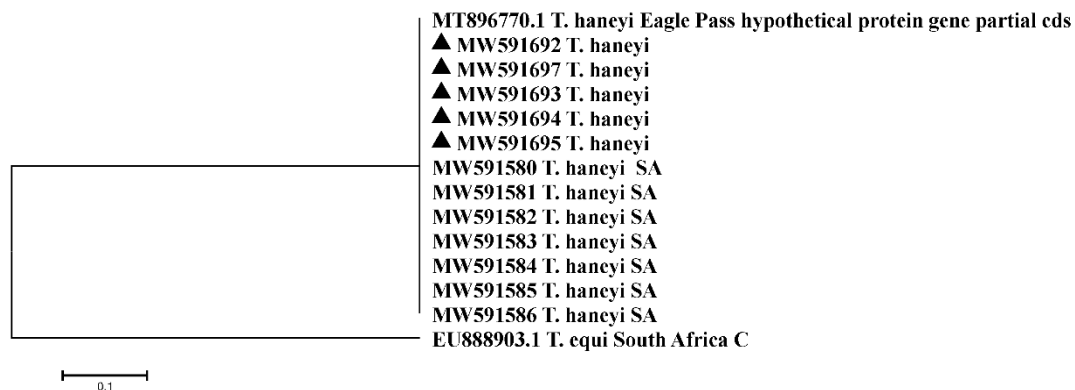 MT896770.1 T. haneyi Eagle Pass hypothetical protein gene partial cds
MW591692 T. haneyi
MW591697 T. haneyi
MW591693 T. haneyi
MW591694 T. haneyi
MW591695 T. haneyi
MW591580 T. haneyi SA
MW591581 T. haneyi SA
MW591582 T. haneyi SA
MW591583 T. haneyi SA
MW591584 T. haneyi SA
MW591585 T. haneyi SA
MW591586 T. haneyi SA
EU888903.1 T. equi South Africa C
0.1